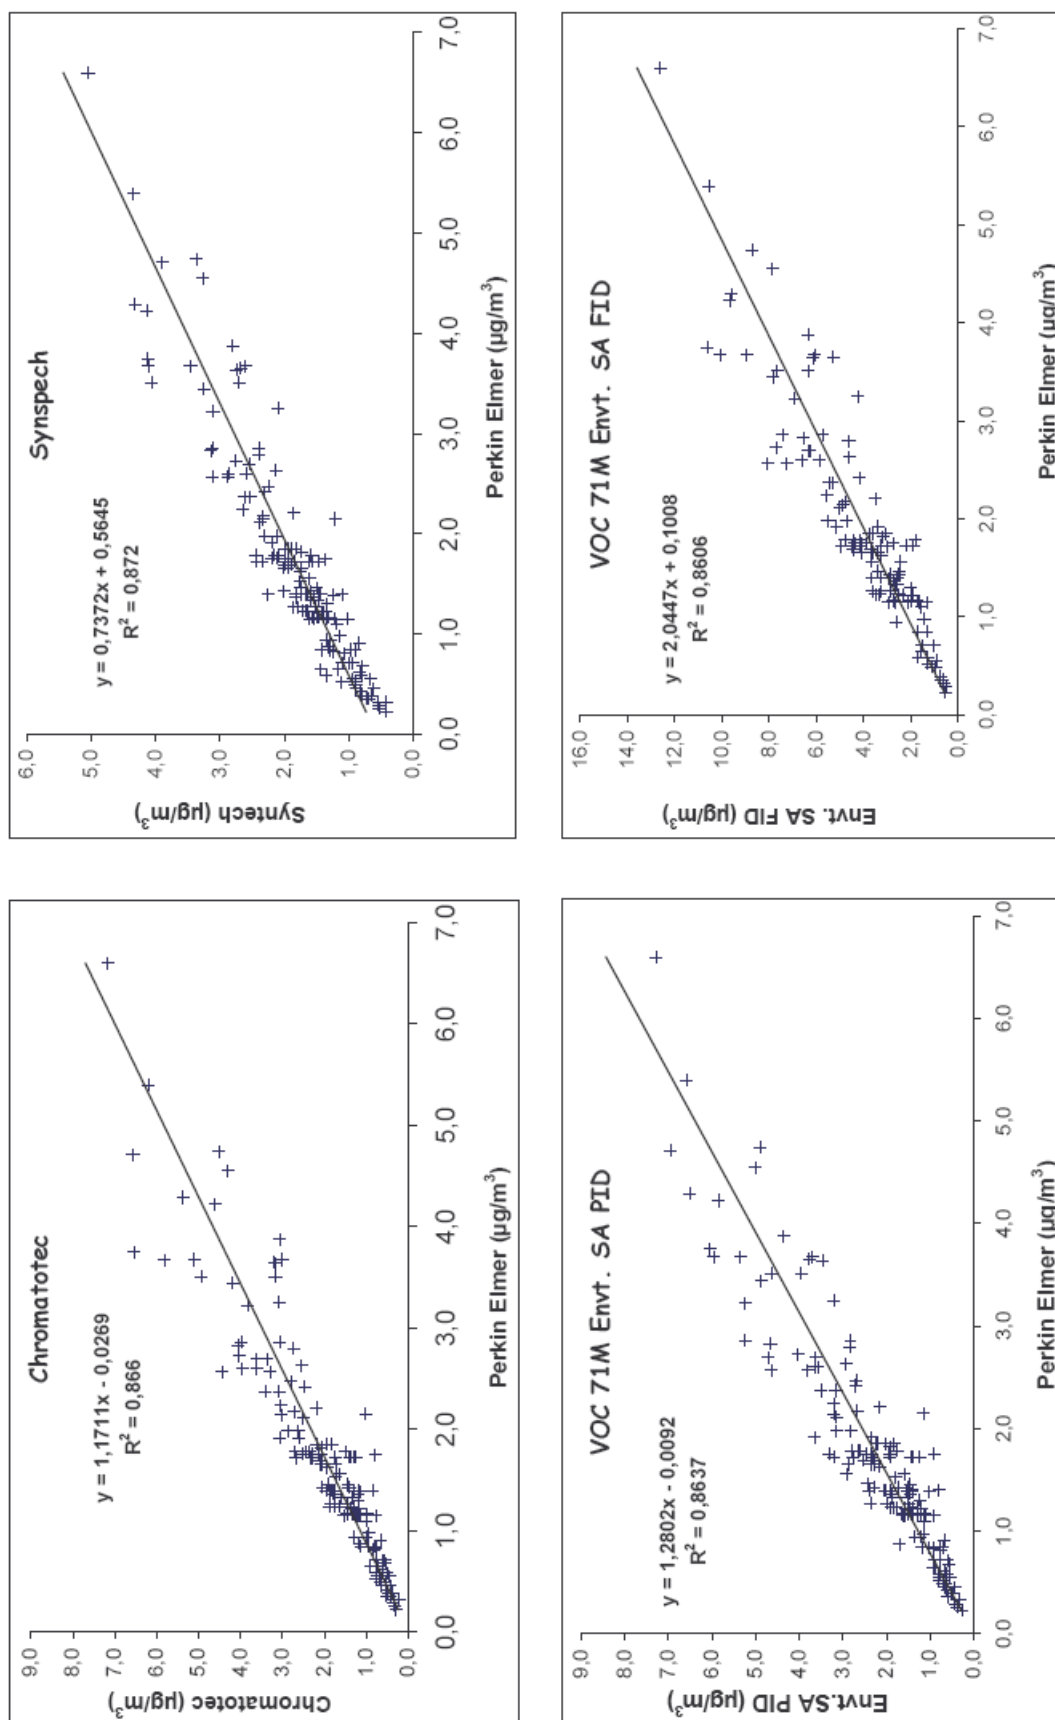 Chromatotec
y = 1,1711x - 0,0269
R² = 0,866
Chromatotec (µg/m³)
9,0
8,0
7,0
6,0
5,0
4,0
3,0
2,0
1,0
0,0
0,0 1,0 2,0 3,0 4,0 5,0 6,0 7,0
Perkin Elmer (µg/m³)
Synspech
y = 0,7372x + 0,5645
R² = 0,872
Syntech (µg/m³)
6,0
5,0
4,0
3,0
2,0
1,0
0,0
0,0 1,0 2,0 3,0 4,0 5,0 6,0 7,0
Perkin Elmer (µg/m³)
VOC 71M Envt. SA PID
y = 1,2802x - 0,0092
R² = 0,8637
Envt.SA PID (µg/m³)
9,0
8,0
7,0
6,0
5,0
4,0
3,0
2,0
1,0
0,0
0,0 1,0 2,0 3,0 4,0 5,0 6,0 7,0
Perkin Elmer (µg/m³)
VOC 71M Envt. SA FID
y = 2,0447x + 0,1008
R² = 0,8606
Envt. SA FID (µg/m³)
16,0
14,0
12,0
10,0
8,0
6,0
4,0
2,0
0,0
0,0 1,0 2,0 3,0 4,0 5,0 6,0 7,0
Perkin Elmer (µg/m³)